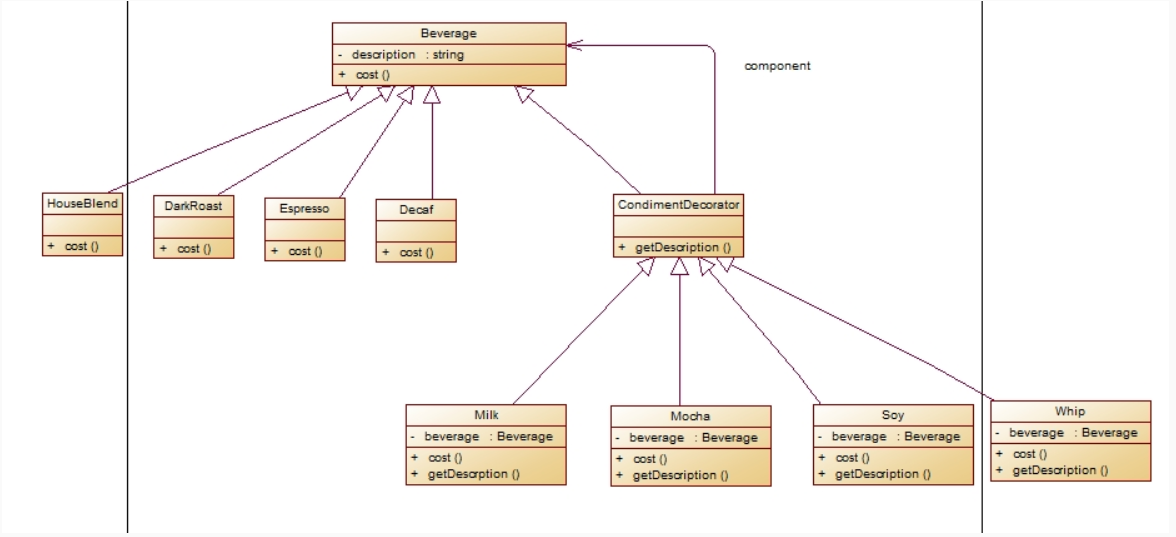 Beverage
- description : string
+ cost ()
component
HouseBlend
+ cost ()
DarkRoast
+ cost ()
Espresso
+ cost ()
Decaf
+ cost ()
CondimentDecorator
+ getDescription ()
Milk
- beverage : Beverage
+ cost ()
+ getDescrption ()
Mocha
- beverage : Beverage
+ cost ()
+ getDescription ()
Soy
- beverage : Beverage
+ cost ()
+ getDescription ()
Whip
- beverage : Beverage
+ cost ()
+ getDescription ()